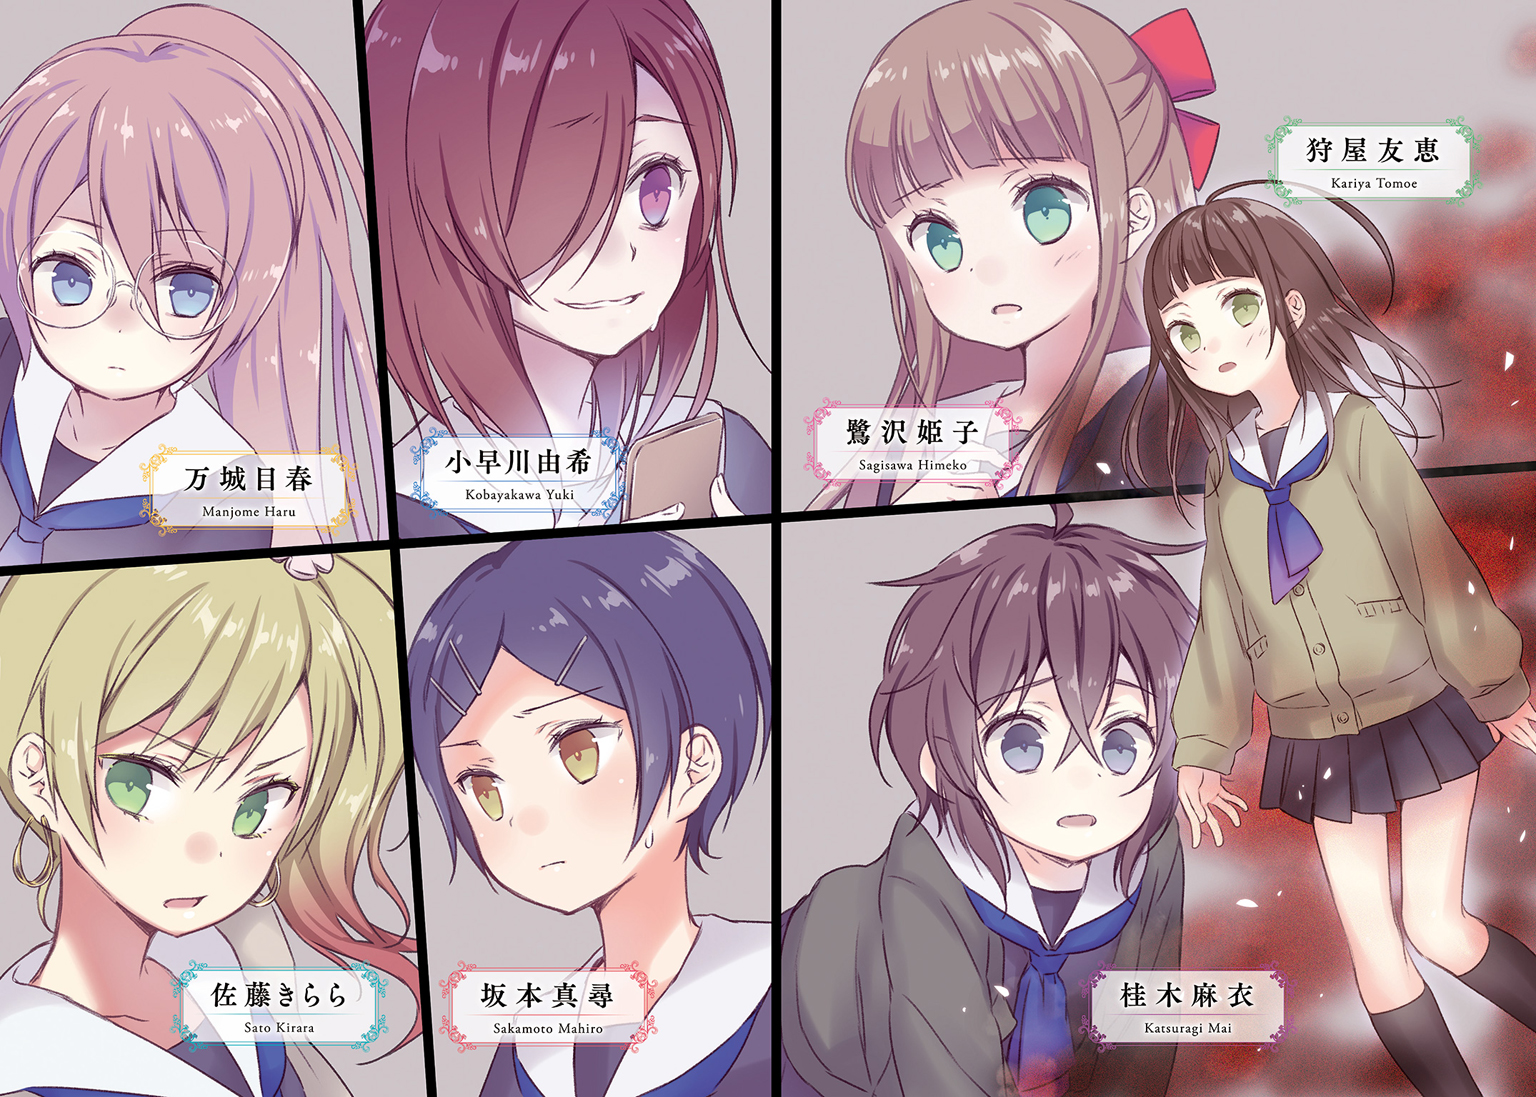 万城目春
Manjome Haru
小早川由希
Kobayakawa Yuki
鷺沢姫子
Sagisawa Himeko
狩屋友恵
Kariya Tomoe
佐藤きらら
Sato Kirara
坂本真尋
Sakamoto Mahiro
桂木麻衣
Katsuragi Mai